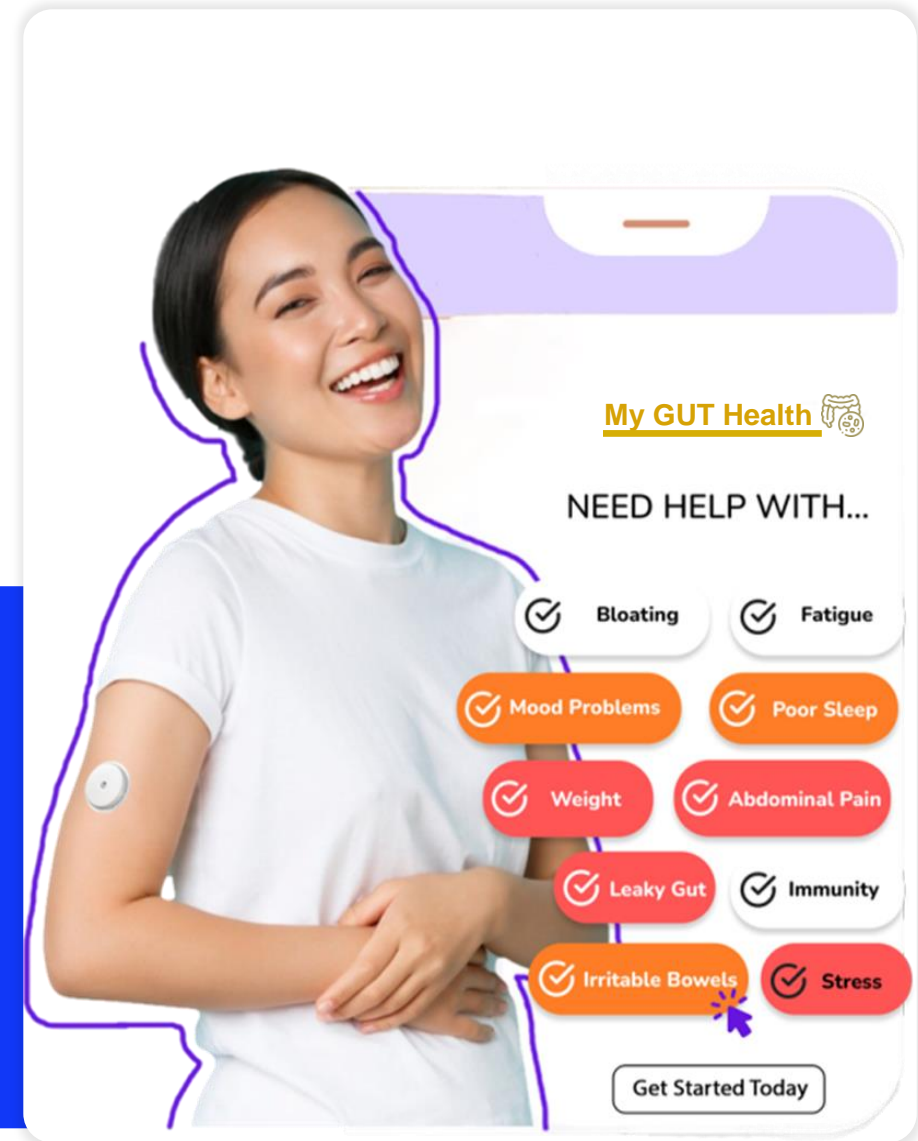 My GUT Health
NEED HELP WITH...
Bloating
Fatigue
Mood Problems
Poor Sleep
Weight
Abdominal Pain
Leaky Gut
Immunity
Irritable Bowels
Stress
Get Started Today